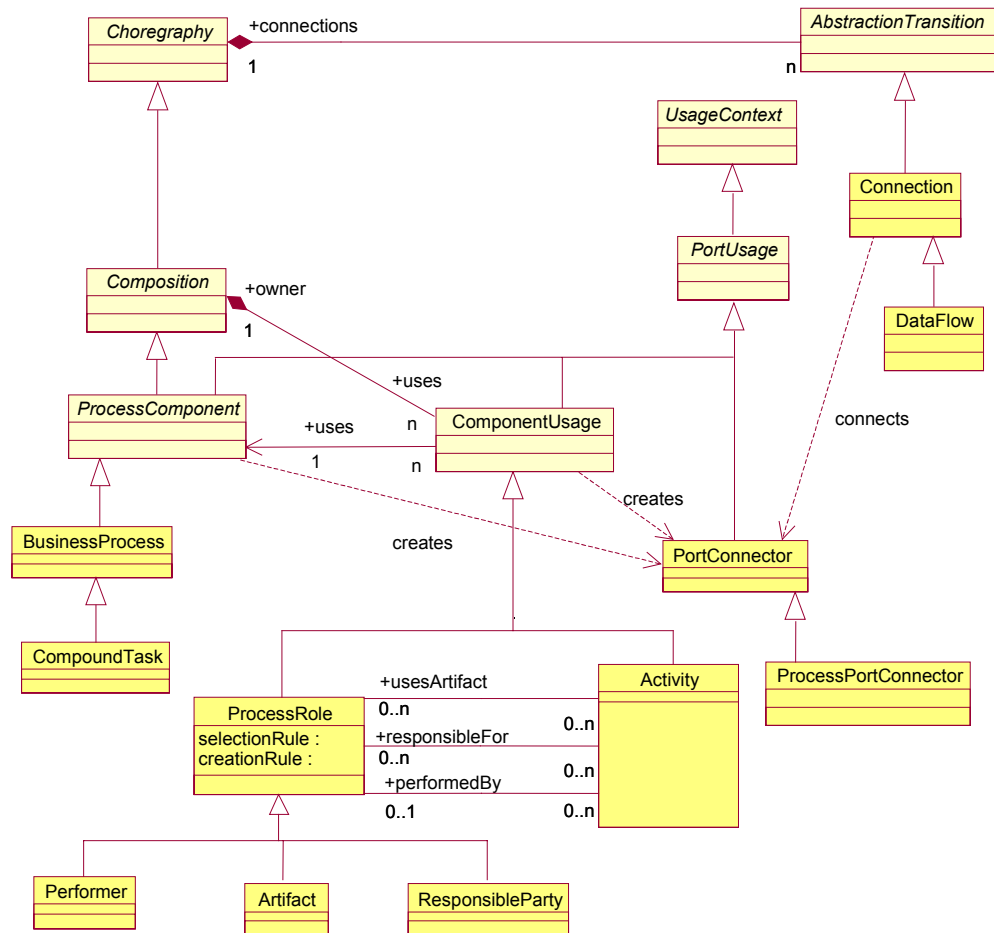 Choregraphy
+connections
1
n
AbstractionTransition
UsageContext
Connection
PortUsage
Composition
+owner
1
DataFlow
+uses
n
ProcessComponent
ComponentUsage
+uses
1
n
connects
creates
creates
BusinessProcess
PortConnector
CompoundTask
ProcessPortConnector
ProcessRole
selectionRule :
creationRule :
+usesArtifact
0..n
0..n
+responsibleFor
0..n
0..n
+performedBy
0..1
0..n
Activity
Performer
Artifact
ResponsibleParty